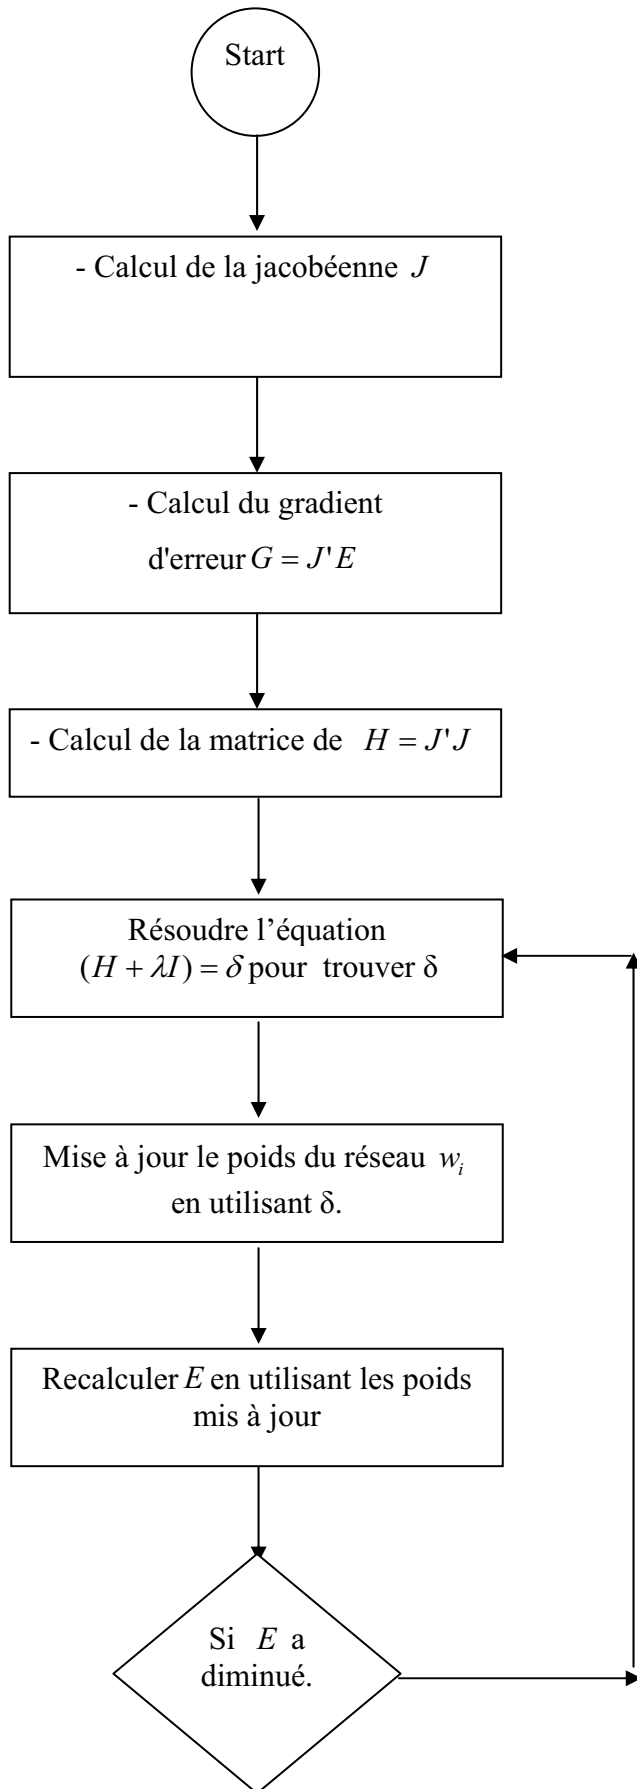 Start
- Calcul de la jacobéenne J
- Calcul du gradient
d'erreur G = J'E
- Calcul de la matrice de H = J'J
Résoudre l’équation
(H + λI) = δ pour trouver δ
Mise à jour le poids du réseau w_i
en utilisant δ.
Recalculer E en utilisant les poids
mis à jour
Si E a
diminué.